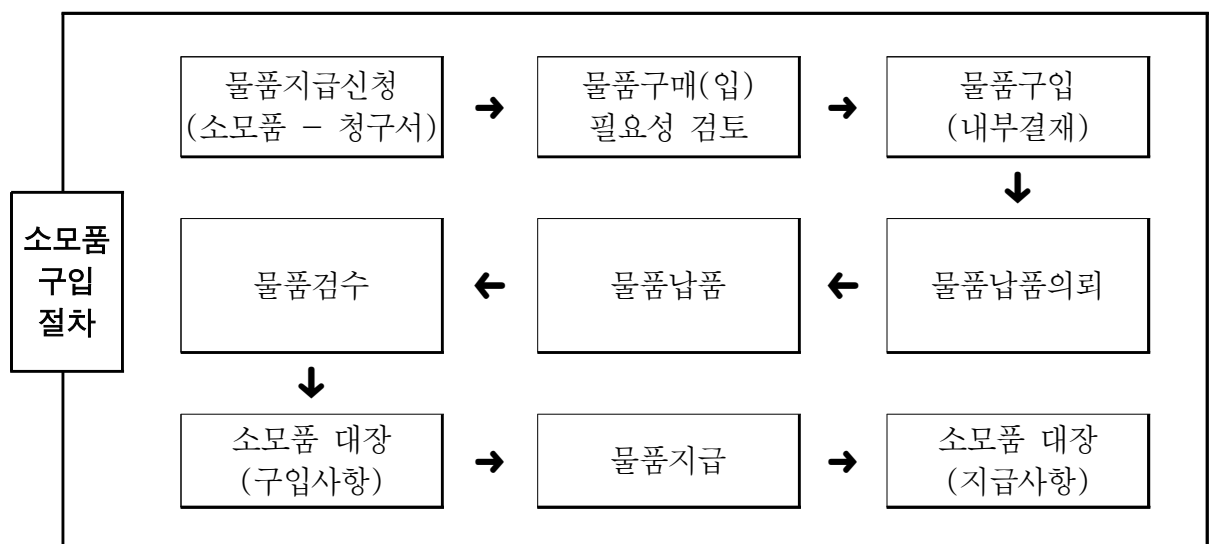 소모품
구입
절차
물품지급신청
(소모품 － 청구서)
➜
물품구매(입)
필요성 검토
➜
물품구입
(내부결재)
➜
물품납품의뢰
➜
물품납품
➜
물품검수
➜
소모품 대장
(구입사항)
➜
물품지급
➜
소모품 대장
(지급사항)